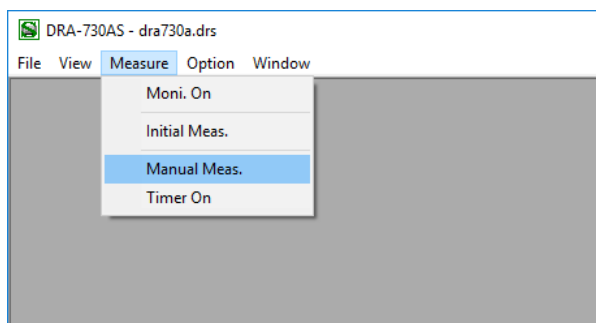 DRA-730AS - dra730a.drs
File View Measure Option Window
Moni. On
Initial Meas.
Manual Meas.
Timer On